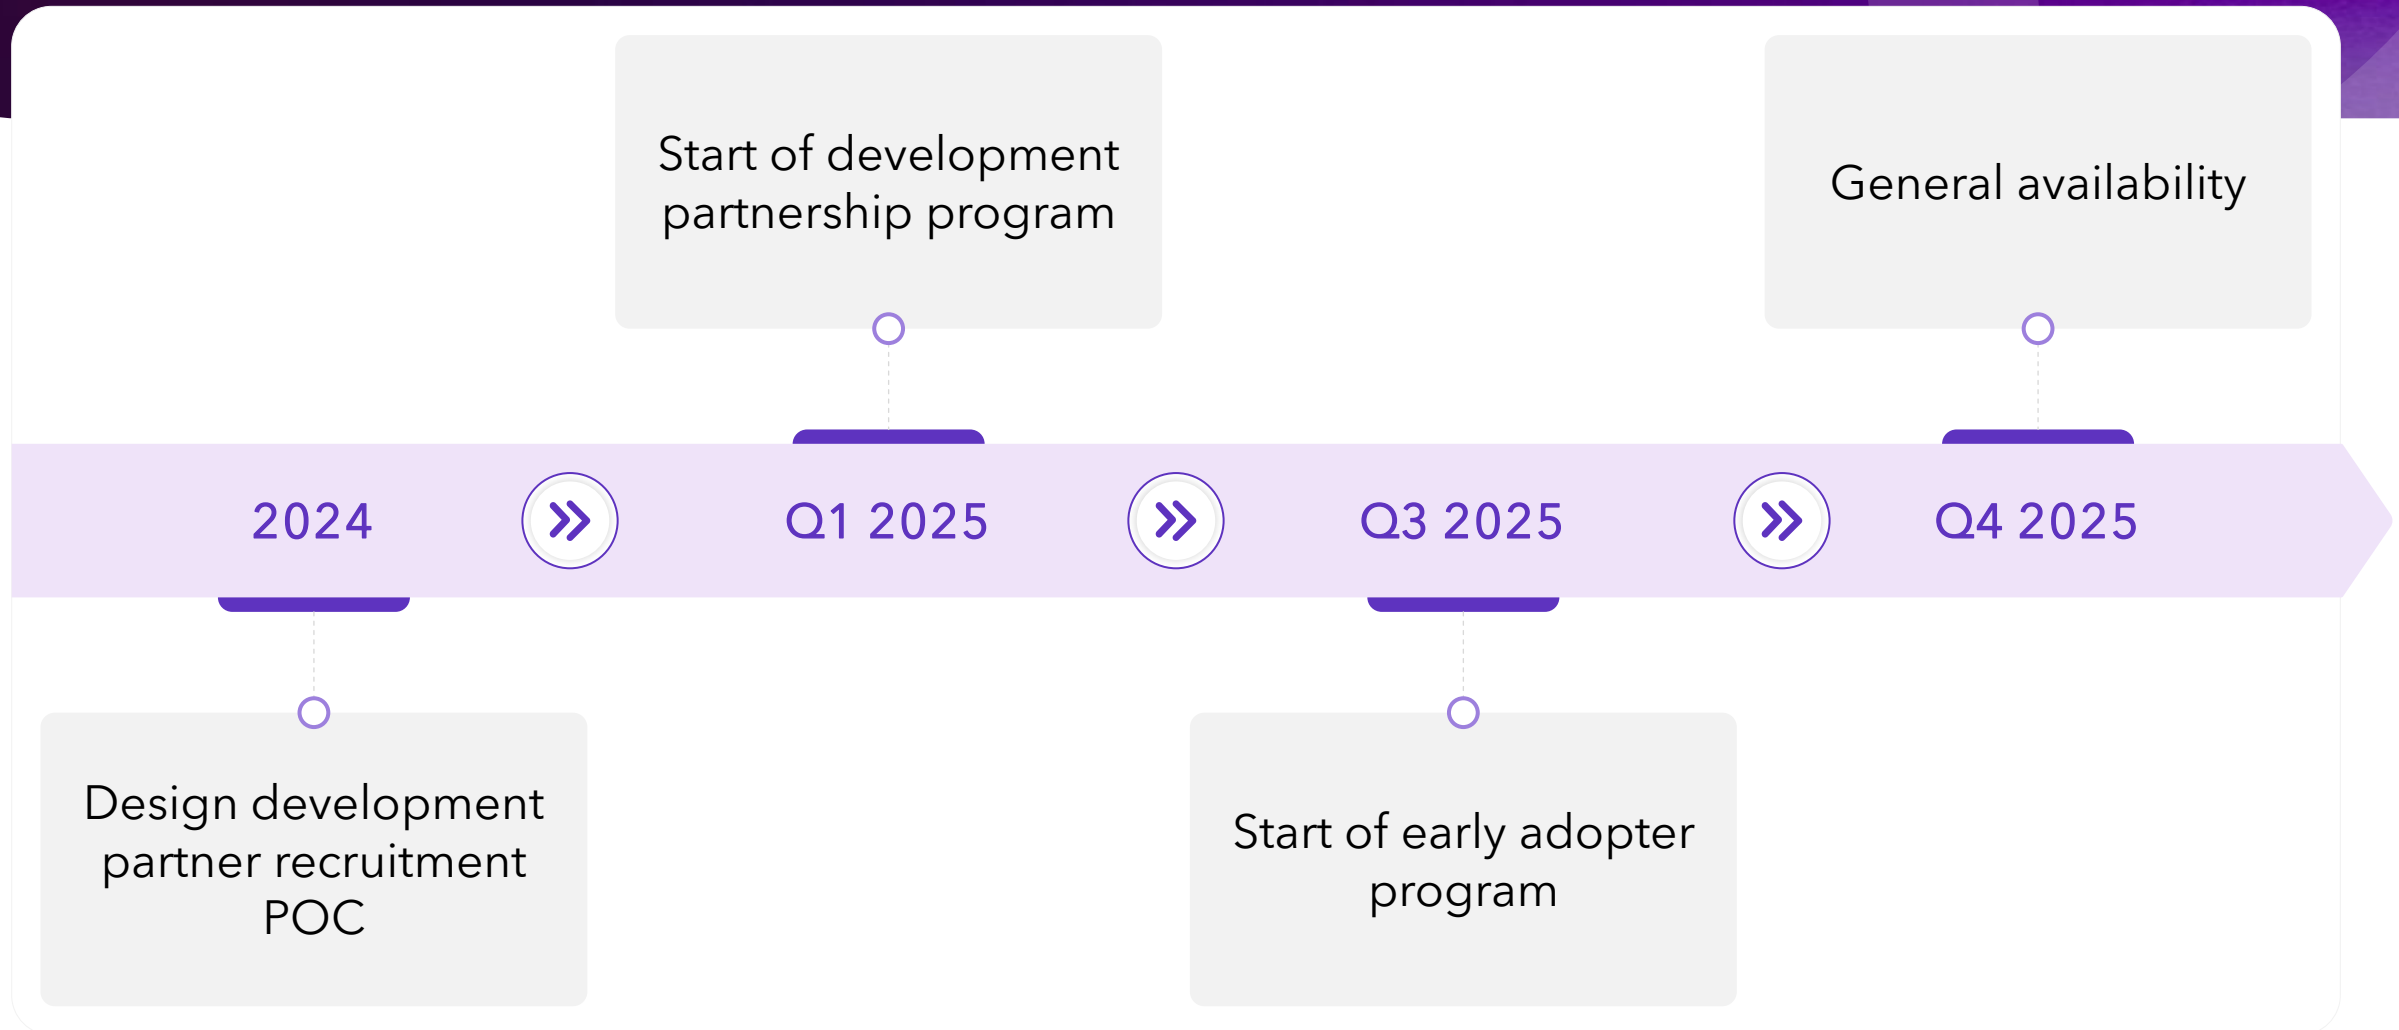 Start of development
partnership program
General availability
2024
Q1 2025
Q3 2025
Q4 2025
Design development
partner recruitment
POC
Start of early adopter
program